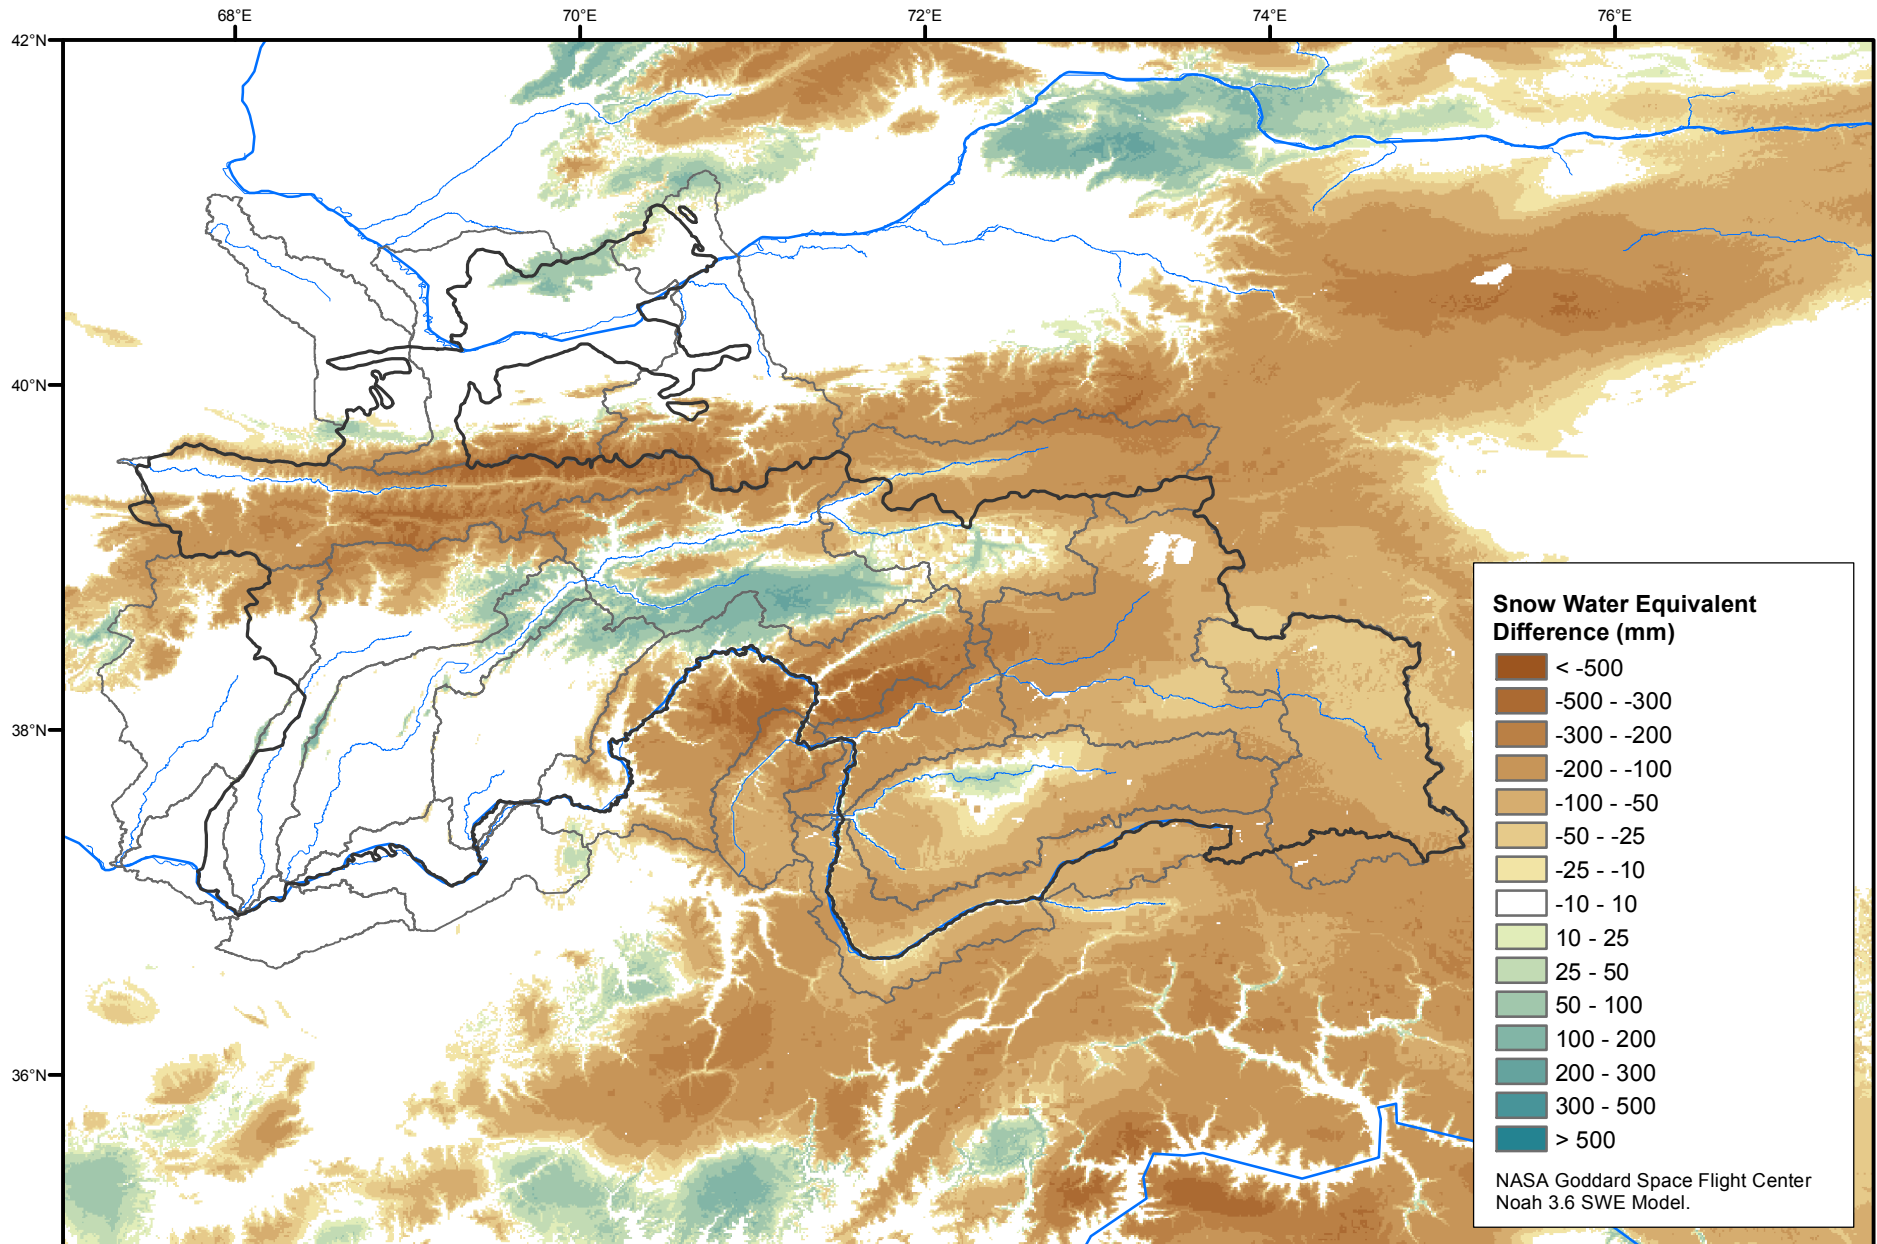 68°E 70°E 72°E 74°E 76°E
42°N
40°N
38°N
36°N
Snow Water Equivalent
Difference (mm)
< -500
-500 - -300
-300 - -200
-200 - -100
-100 - -50
-50 - -25
-25 - -10
-10 - 10
10 - 25
25 - 50
50 - 100
100 - 200
200 - 300
300 - 500
> 500
NASA Goddard Space Flight Center
Noah 3.6 SWE Model.